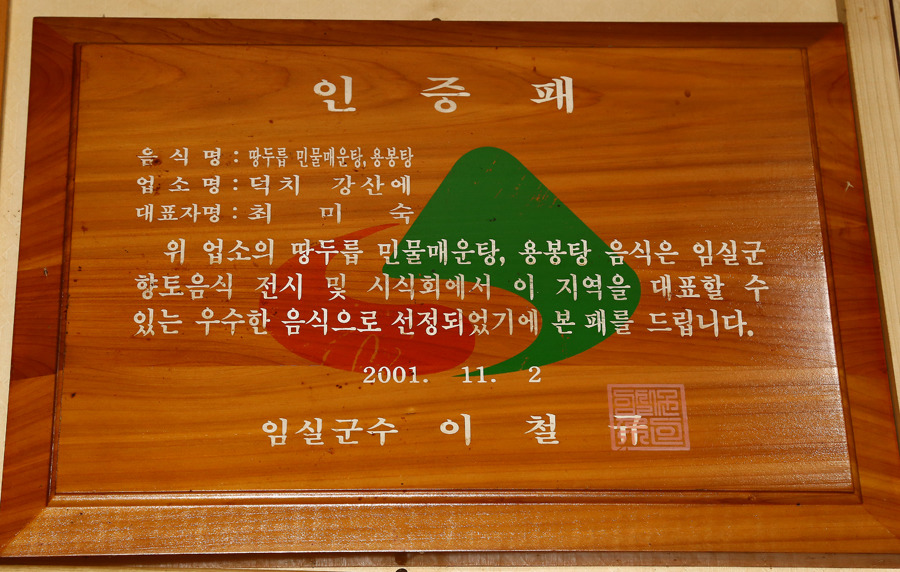 인 증 패
음 식 명 : 땅두릅 민물매운탕, 용봉탕
업 소 명 : 덕치 강산에
대표자명 : 최 미 숙
위 업소의 땅두릅 민물매운탕, 용봉탕 음식은 임실군
향토음식 전시 및 시식회에서 이 지역을 대표할 수
있는 우수한 음식으로 선정되었기에 본 패를 드립니다.
2001. 11. 2
임실군수 이 철 규